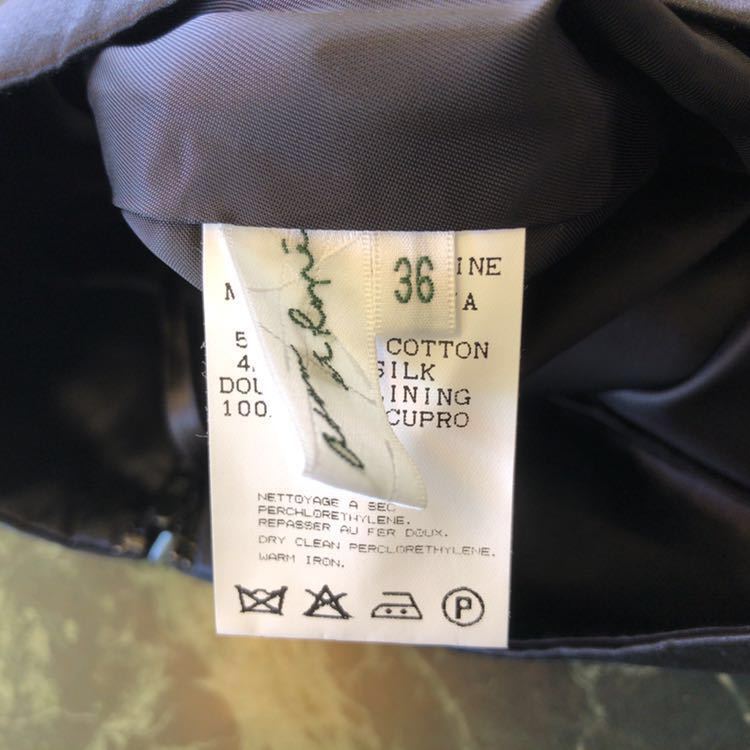 36
INE
M
A
5
COTTON
4
SILK
DOU
INING
100
CUPRO
NETTOYAGE A SEC
PERCHLORETHYLENE.
REPASSER AU FER DOUX.
DRY CLEAN PERCLORETHYLENE.
WARM IRON.
P